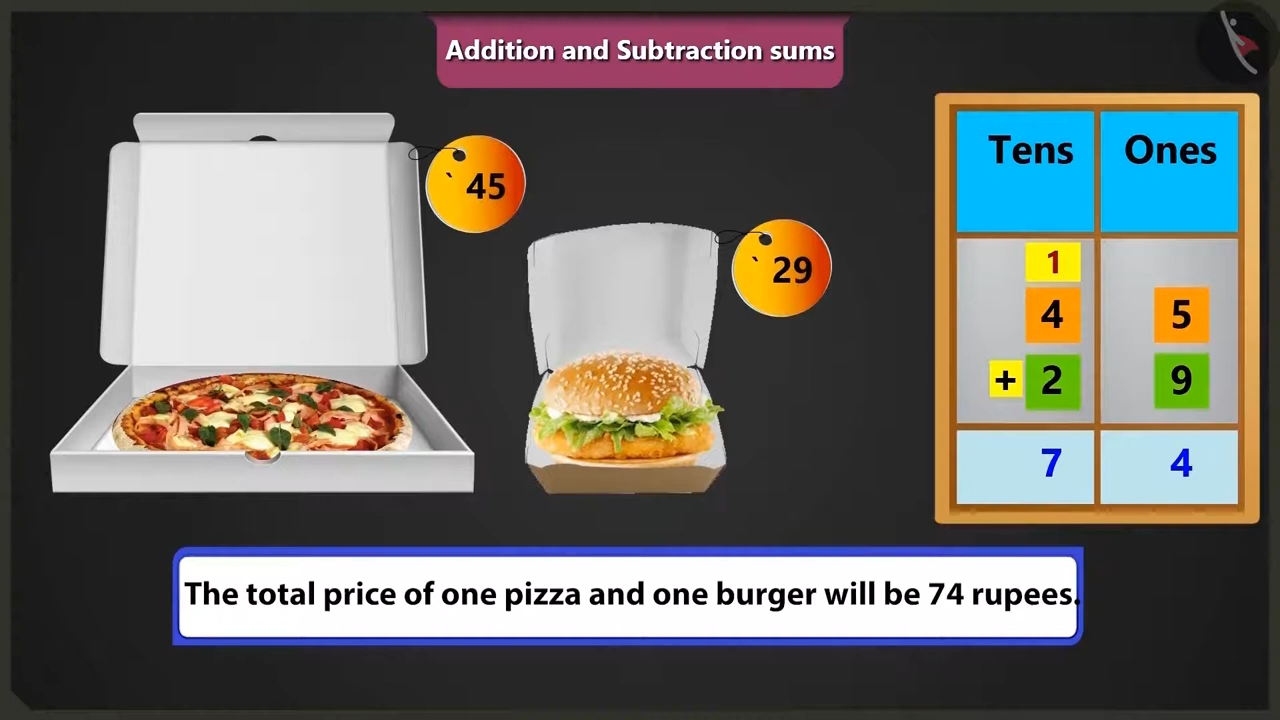 Addition and Subtraction sums
` 45
` 29
Tens Ones
1
4 5
+ 2 9
7 4
The total price of one pizza and one burger will be 74 rupees.